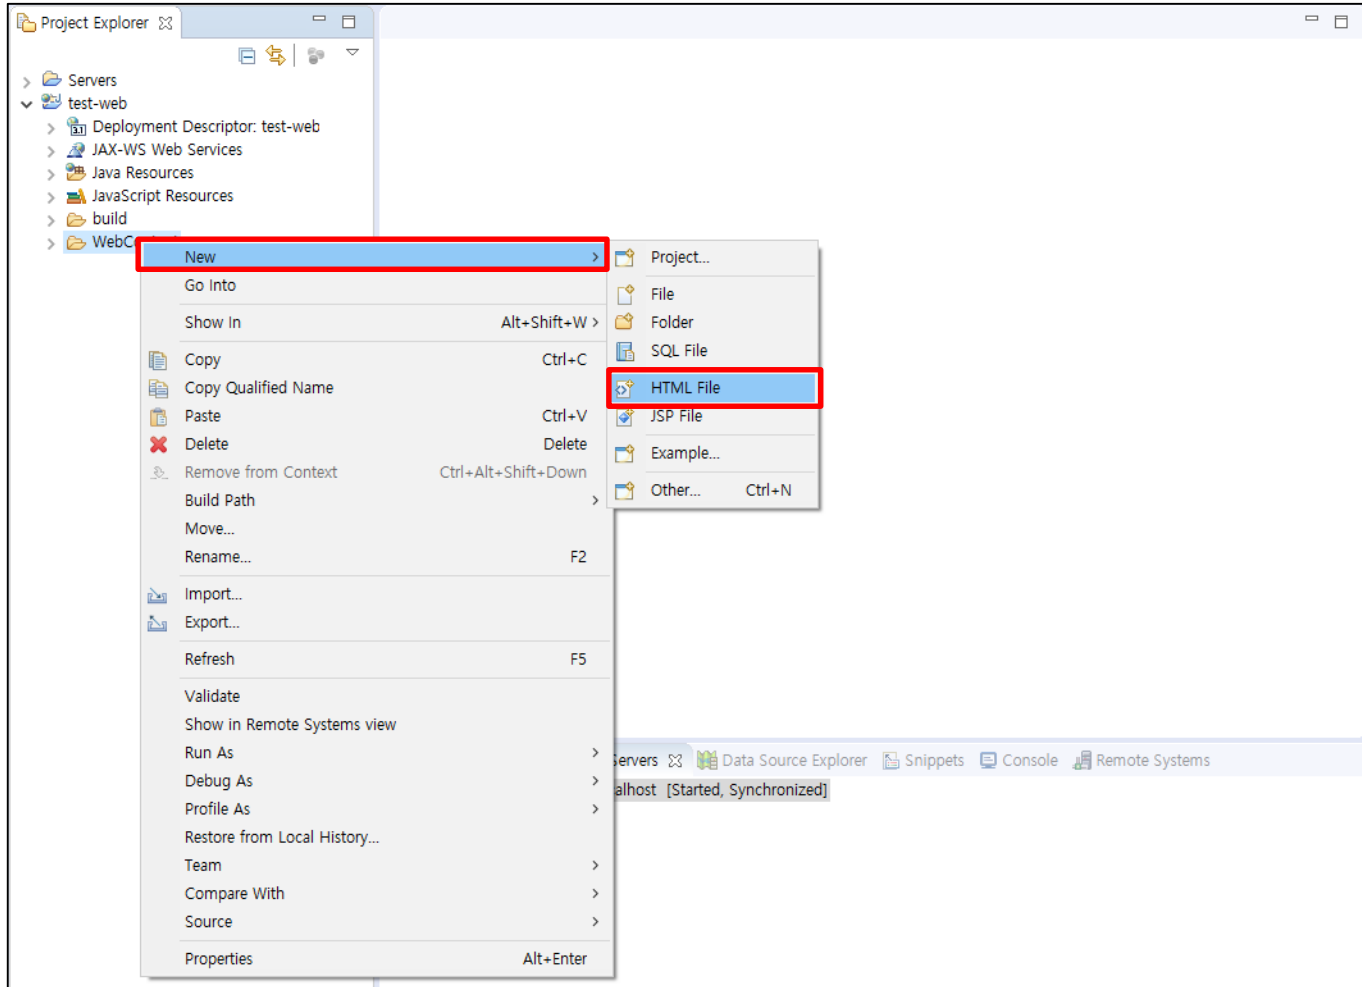 Project Explorer
Servers
test-web
Deployment Descriptor: test-web
JAX-WS Web Services
Java Resources
JavaScript Resources
build
New
Go Into
Show In Alt+Shift+W
Copy Ctrl+C
Copy Qualified Name
Paste Ctrl+V
Delete Delete
Remove from Context Ctrl+Alt+Shift+Down
Build Path
Move...
Rename... F2
Import...
Export...
Refresh F5
Validate
Show in Remote Systems view
Run As
Debug As
Profile As
Restore from Local History...
Team
Compare With
Source
Properties Alt+Enter
Project...
File
Folder
SQL File
HTML File
JSP File
Example...
Other... Ctrl+N
Servers Data Source Explorer Snippets Console Remote Systems
alhost [Started, Synchronized]